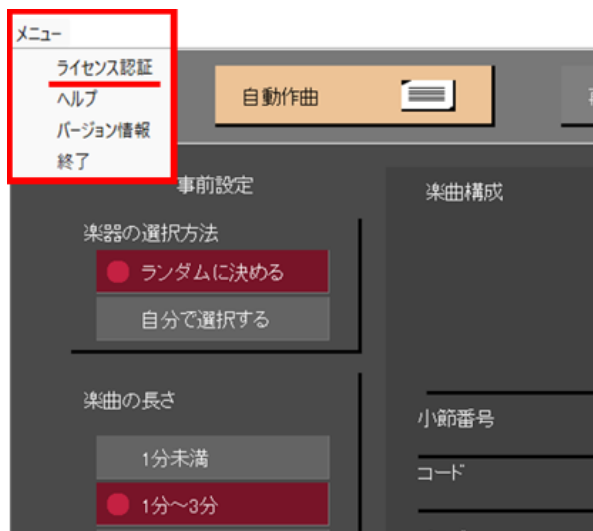 メニュー
ライセンス認証
ヘルプ
バージョン情報
終了
自動作曲
事前設定
楽器の選択方法
ランダムに決める
自分で選択する
楽曲の長さ
1分未満
1分～3分
楽曲構成
小節番号
コード